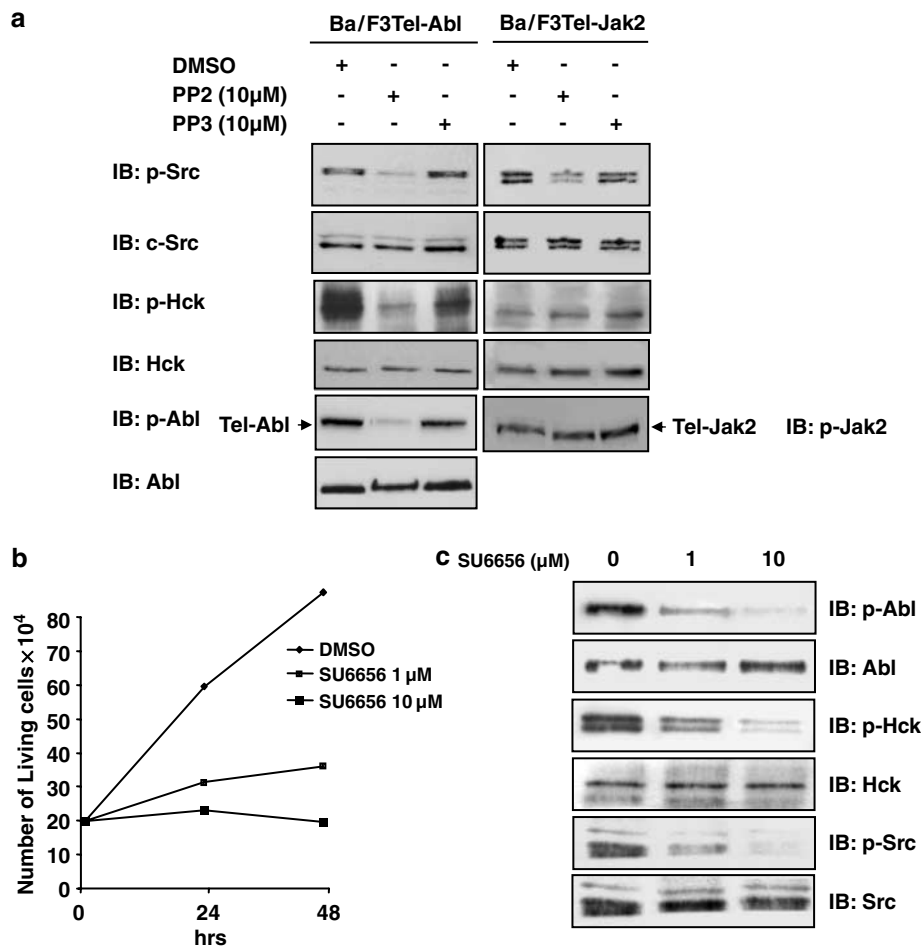 a
Ba/F3Tel-Abl Ba/F3Tel-Jak2
DMSO + - - + - -
PP2 (10µM) - + - - + -
PP3 (10µM) - - + - - +
IB: p-Src
IB: c-Src
IB: p-Hck
IB: Hck
IB: p-Abl Tel-Abl Tel-Jak2 IB: p-Jak2
IB: Abl
b
Number of Living cells×10⁴
80
70
60
50
40
30
20
10
0
0 24 48
hrs
DMSO
SU6656 1 µM
SU6656 10 µM
c SU6656 (µM) 0 1 10
IB: p-Abl
IB: Abl
IB: p-Hck
IB: Hck
IB: p-Src
IB: Src